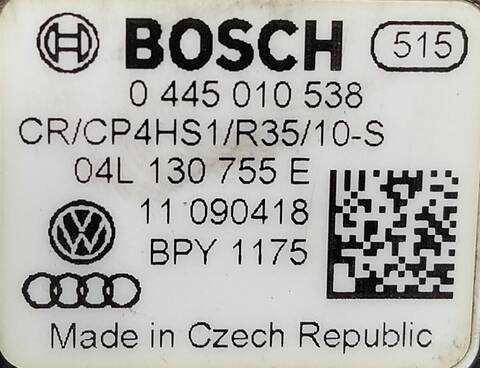 BOSCH 515
0 445 010 538
CR/CP4HS1/R35/10-S
04L 130 755 E
11 090418
BPY 1175
Made in Czech Republic